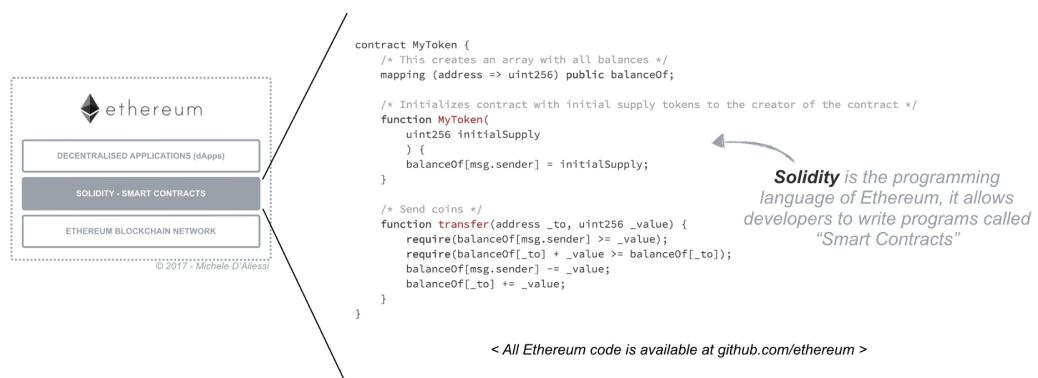 ethereum
DECENTRALISED APPLICATIONS (dApps)
SOLIDITY - SMART CONTRACTS
ETHEREUM BLOCKCHAIN NETWORK
© 2017 - Michele D'Aliessi
contract MyToken {
/* This creates an array with all balances */
mapping (address => uint256) public balanceOf;
/* Initializes contract with initial supply tokens to the creator of the contract */
function MyToken(
uint256 initialSupply
) {
balanceOf[msg.sender] = initialSupply;
}
/* Send coins */
function transfer(address _to, uint256 _value) {
require(balanceOf[msg.sender] >= _value);
require(balanceOf[_to] + _value >= balanceOf[_to]);
balanceOf[msg.sender] -= _value;
balanceOf[_to] += _value;
}
}
Solidity is the programming
language of Ethereum, it allows
developers to write programs called
“Smart Contracts”
< All Ethereum code is available at github.com/ethereum >